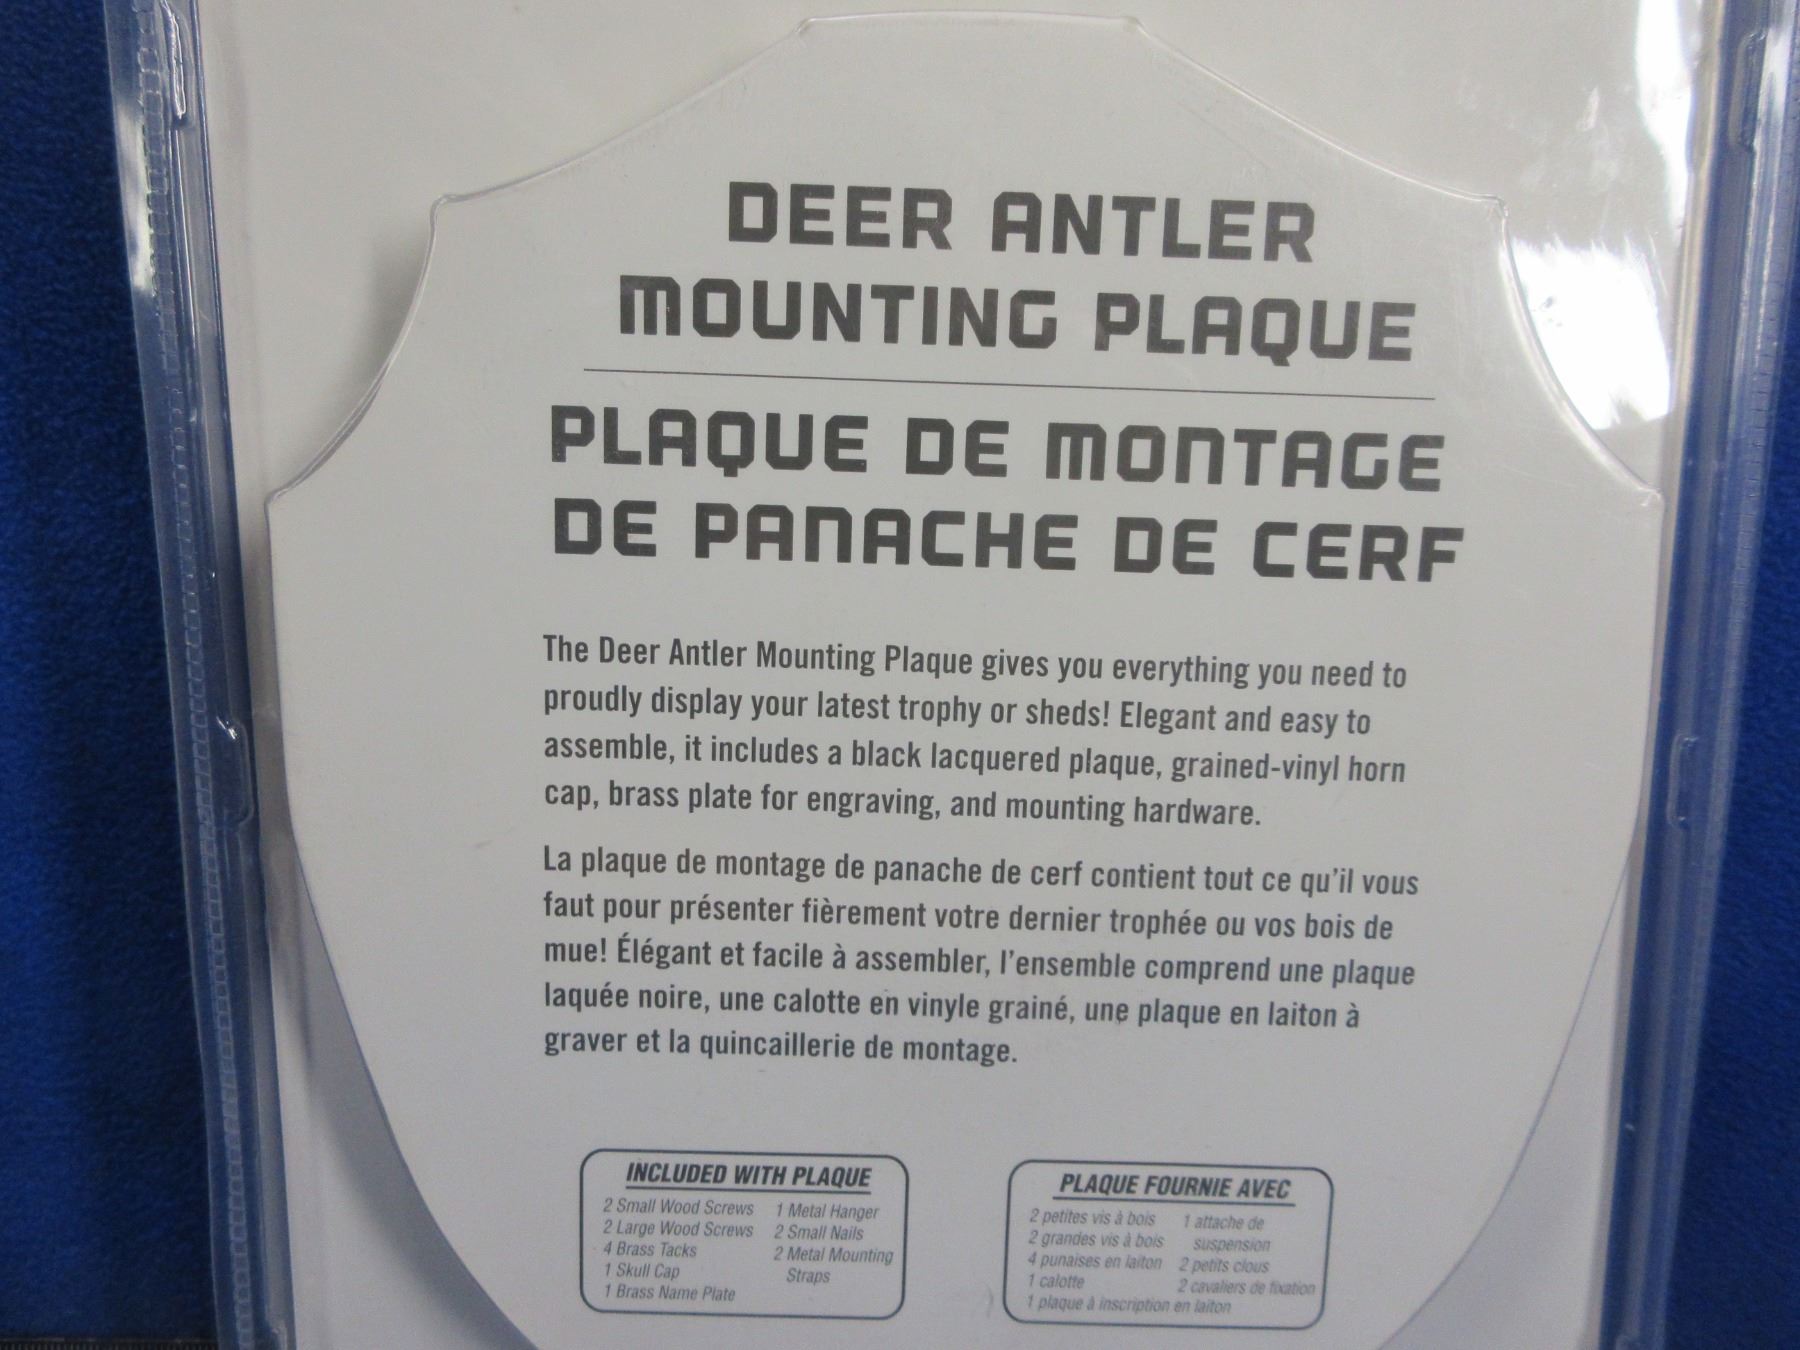 DEER ANTLER
MOUNTING PLAQUE
PLAQUE DE MONTAGE
DE PANACHE DE CERF
The Deer Antler Mounting Plaque gives you everything you need to
proudly display your latest trophy or sheds! Elegant and easy to
assemble, it includes a black lacquered plaque, grained-vinyl horn
cap, brass plate for engraving, and mounting hardware.
La plaque de montage de panache de cerf contient tout ce qu'il vous
faut pour présenter fièrement votre dernier trophée ou vos bois de
mue! Élégant et facile à assembler, l'ensemble comprend une plaque
laquée noire, une calotte en vinyle grainé, une plaque en laiton à
graver et la quincaillerie de montage.
INCLUDED WITH PLAQUE
2 Small Wood Screws
2 Large Wood Screws
4 Brass Tacks
1 Skull Cap
1 Brass Name Plate
1 Metal Hanger
2 Small Nails
2 Metal Mounting
Straps
PLAQUE FOURNIE AVEC
2 petites vis à bois
2 grandes vis à bois
4 punaises en laiton
1 calotte
1 plaque à inscription en laiton
1 attache de
suspension
2 petits clous
2 cavaliers de fixation